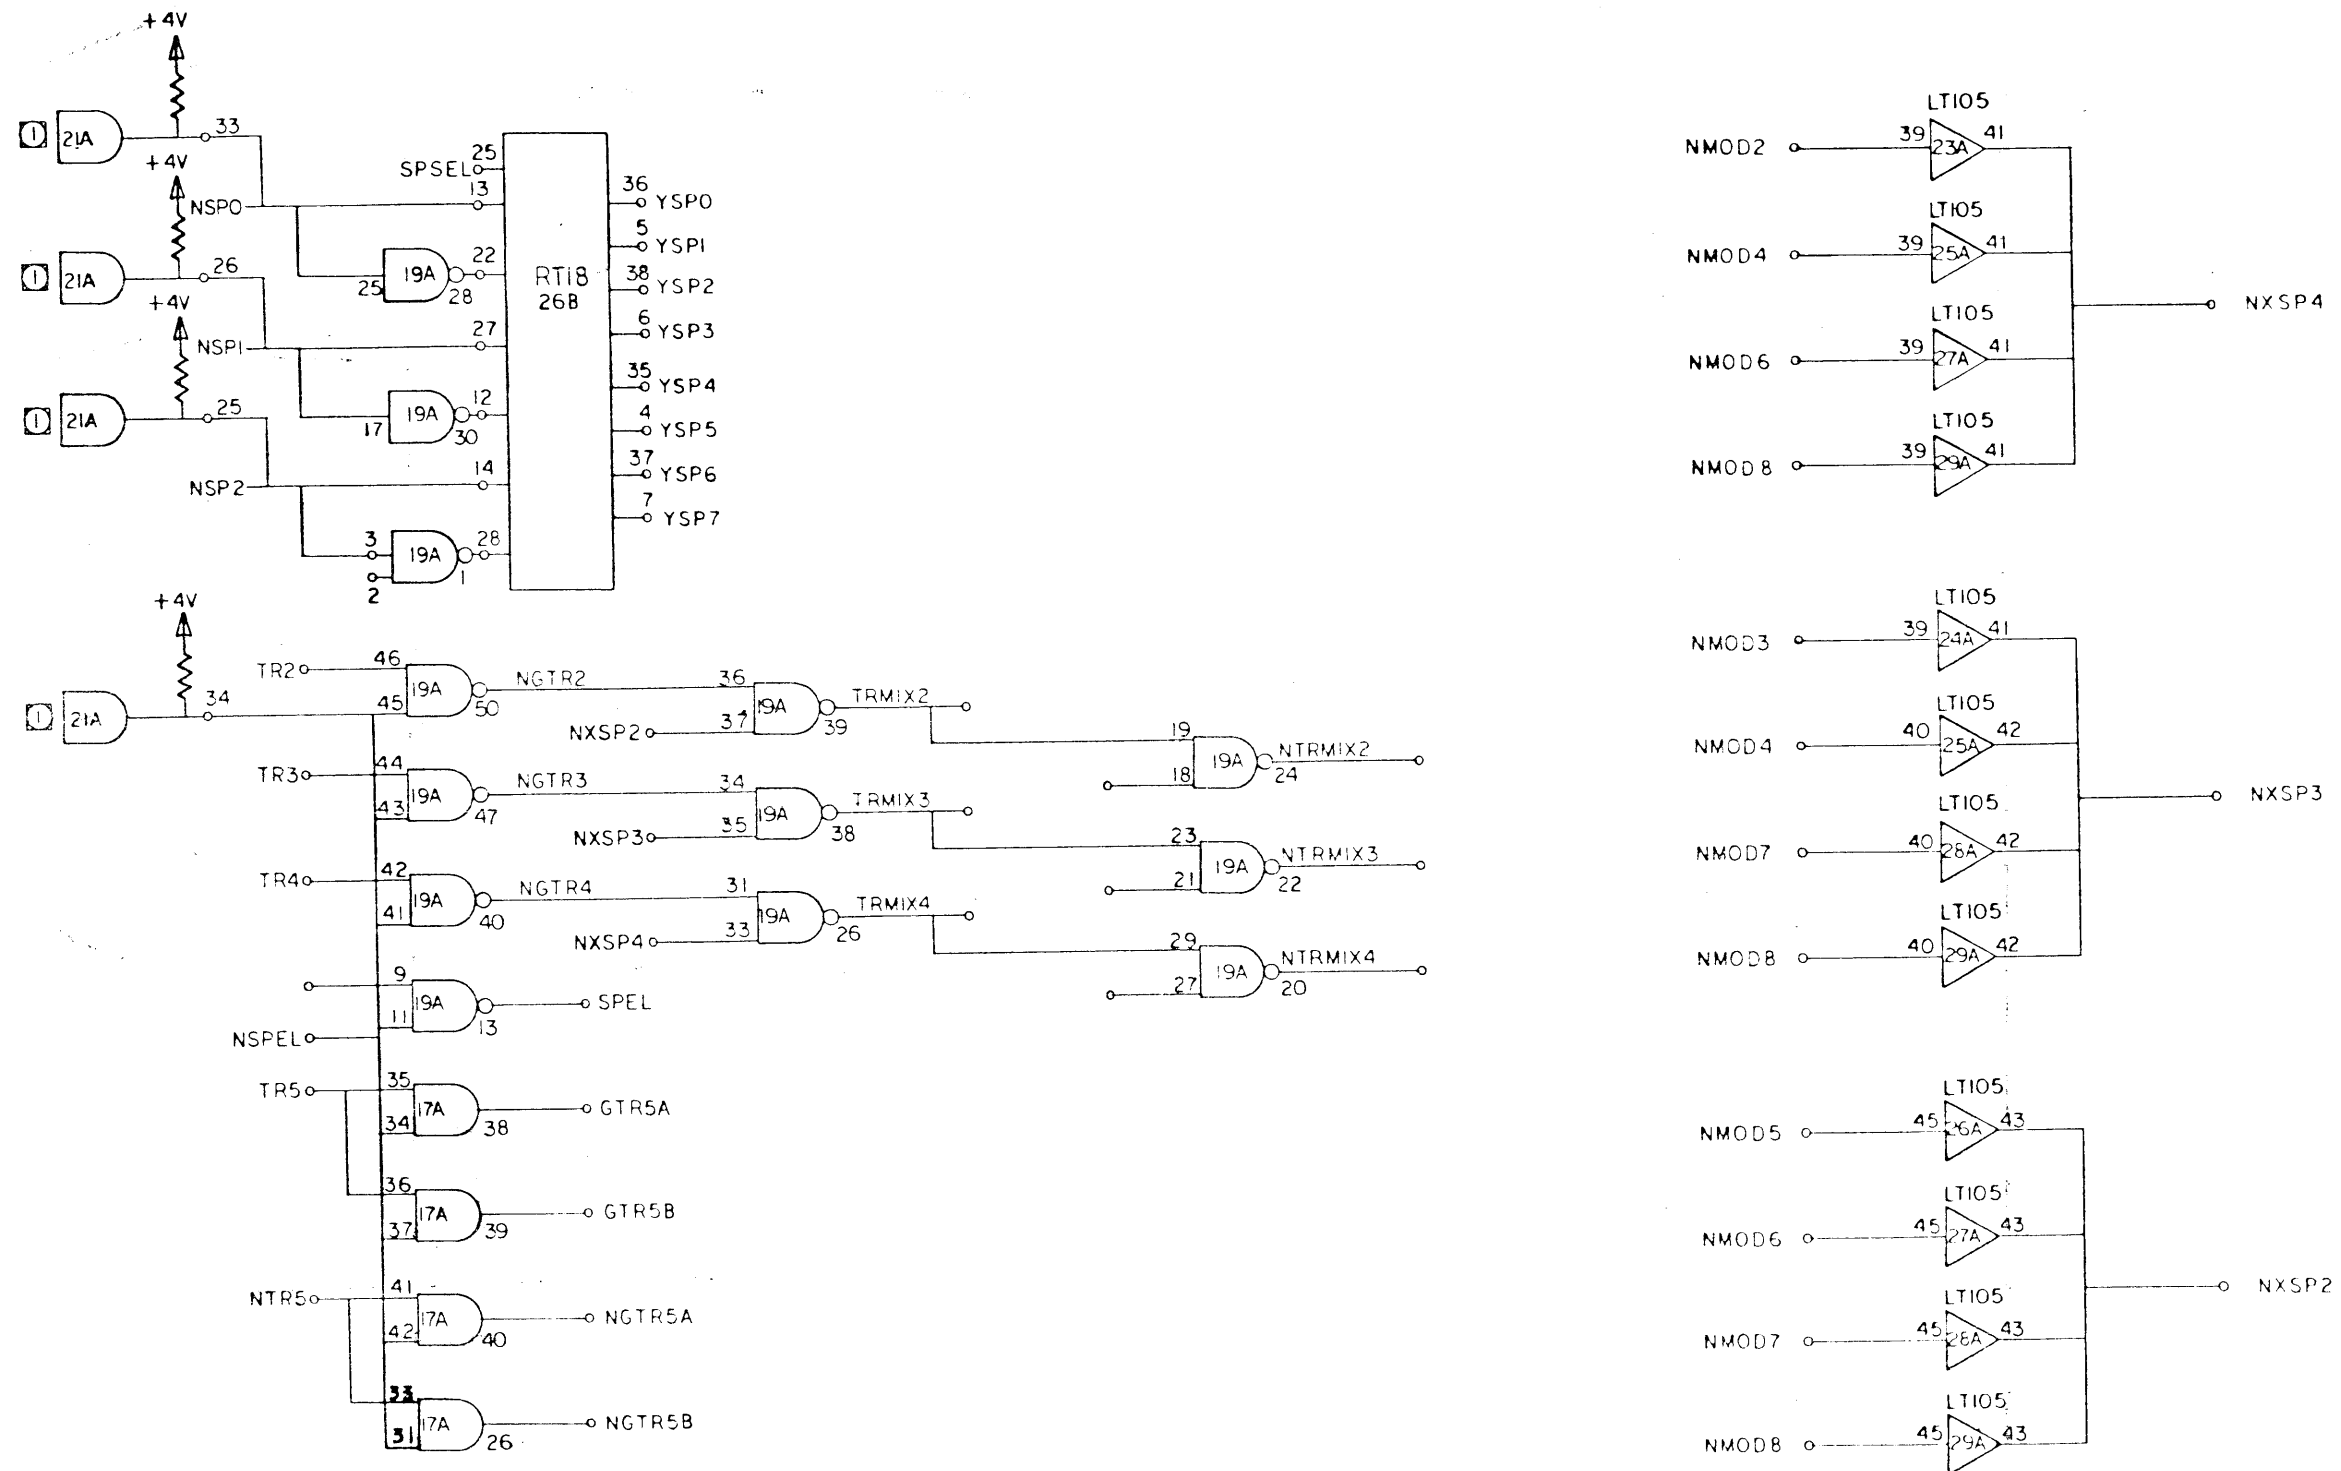 +4V
1 21A 33
+4V
NSP0
SPSEL 25
13
1 21A 26
+4V
25 19A 28 22
NSP1
27
1 21A 25
17 19A 30 12
NSP2
14
3
2
19A 1 28
RT18
26B
36 YSP0
5 YSP1
38 YSP2
6 YSP3
35 YSP4
4 YSP5
37 YSP6
7 YSP7
+4V
1 21A 34
TR2 46
45 19A 50 NGTR2 36
NXSP2 37 19A 39 TRMIX2 19
18 19A 24 NTRMIX2
TR3 44
43 19A 47 NGTR3 34
NXSP3 35 19A 38 TRMIX3 23
21 19A 22 NTRMIX3
TR4 42
41 19A 40 NGTR4 31
NXSP4 33 19A 26 TRMIX4 29
27 19A 20 NTRMIX4
9
11 19A 13 SPEL
NSPEL
TR5 35
34 17A 38 GTR5A
36
37 17A 39 GTR5B
NTR5 41
42 17A 40 NGTR5A
33
31 17A 26 NGTR5B
LT105
NMOD2 39 23A 41
LT105
NMOD4 39 25A 41
NXSP4
LT105
NMOD6 39 27A 41
LT105
NMOD8 39 29A 41
LT105
NMOD3 39 24A 41
LT105
NMOD4 40 25A 42
NXSP3
LT105
NMOD7 40 28A 42
LT105
NMOD8 40 29A 42
LT105
NMOD5 45 26A 43
LT105
NMOD6 45 27A 43
NXSP2
LT105
NMOD7 45 28A 43
LT105
NMOD8 45 29A 43